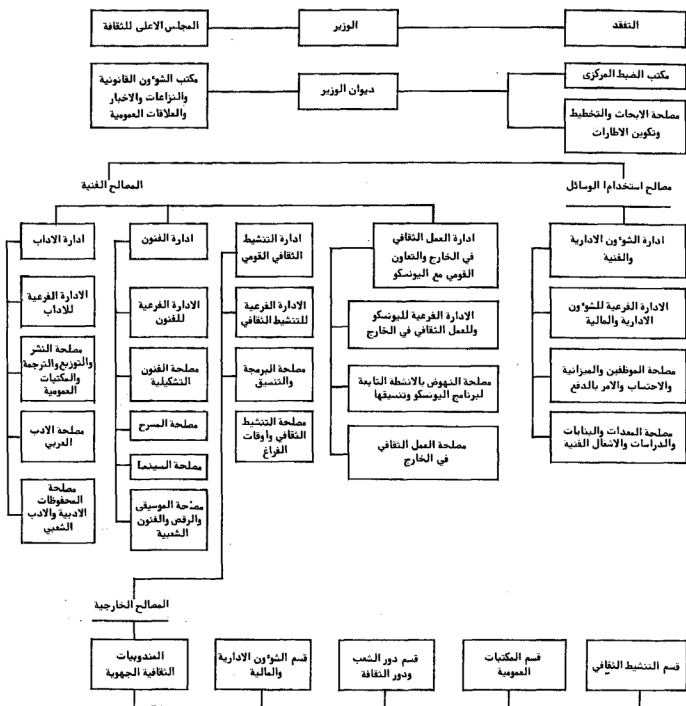 المجلس الاعلى للثقافة
الوزير
التفقد
مكتب الشوءون القانونية
والنزاعات والاخبار
والعلاقات العمومية
ديوان الوزير
مكتب الضبط المركزى
مصلحة الابحاث والتخطيط
وتكوين الاطارات
المصالح الفنية
مصالح استخدام الوسائل
ادارة الاداب
الادارة الفرعية
للاداب
مصلحة النشر
والتوزيع والترجمة
والمكتبات
العمومية
مصلحة الادب
العربي
مصلحة
المحفوظات
الادبية والادب
الشعبي
ادارة الفنون
الادارة الفرعية
للفنون
مصلحة الفنون
التشكيلية
مصلحة المسرح
مصلحة السينما
مصلحة الموسيقى
والرقص والفنون
الشعبية
ادارة التنشيط
الثقافي القومي
الادارة الفرعية
للتنشيط الثقافي
مصلحة البرمجة
والتنسق
مصلحة التنشيط
الثقافي وأوقات
الفراغ
ادارة العمل الثقافي
في الخارج والتعاون
القومي مع اليونسكو
الادارة الفرعية لليونسكو
وللعمل الثقافي في الخارج
مصلحة النهوض بالانشطة التابعة
لبرنامج اليونسكو وتنسيقها
مصلحة العمل الثقافي
في الخارج
ادارة الشوءون الادارية
والفنية
الادارة الفرعية للشوءون
الادارية والمالية
مصلحة الموظفين والميزانية
والاحتساب والامر بالدفع
مصلحة المعدات والبنايات
والدراسات والاشغال الفنية
المصالح الخارجية
المندوبيات
الثقافية الجهوية
قسم الشوءون الادارية
والمالية
قسم دور الشعب
ودور الثقافة
قسم المكتبات
العمومية
قسم التنشيط الثقافي